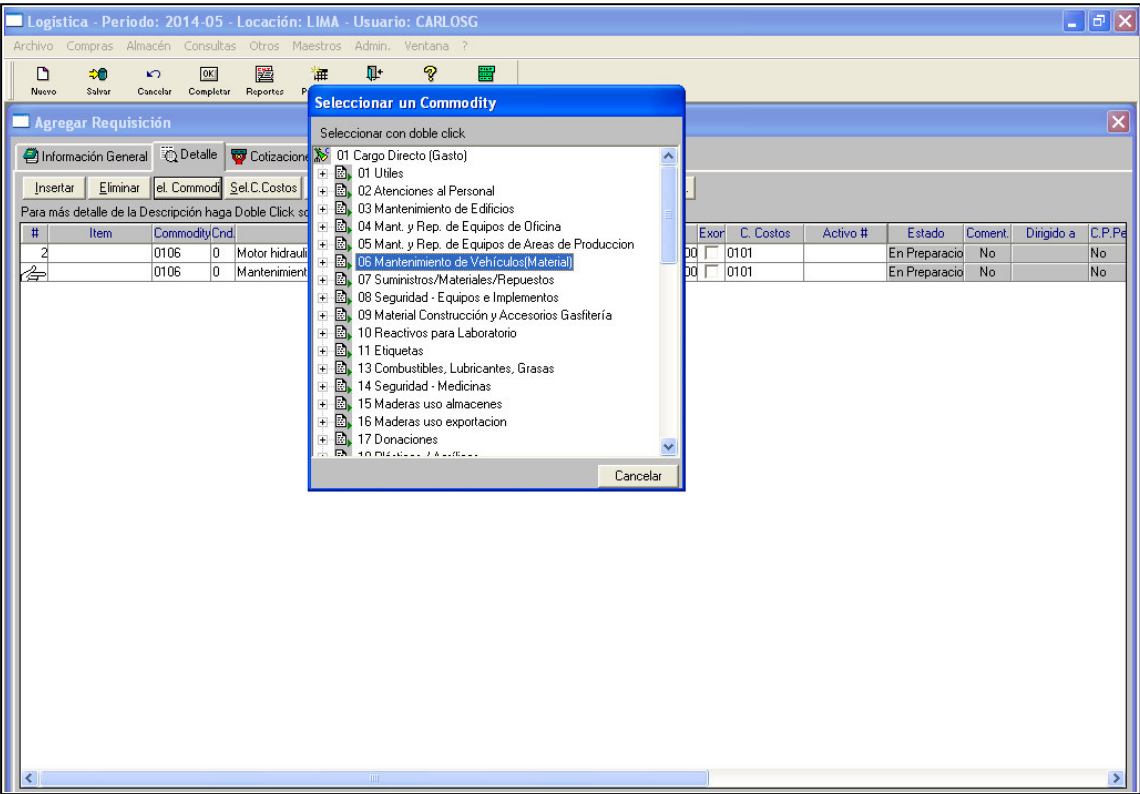 Logística - Periodo: 2014-05 - Locación: LIMA - Usuario: CARLOSG
Archivo Compras Almacén Consultas Otros Maestros Admin. Ventana ?
OK
Nuevo Salvar Cancelar Completar Reportes
Seleccionar un Commodity
Agregar Requisición
Seleccionar con doble click
Información General Detalle Cotizacione
01 Cargo Directo (Gasto)
01 Utiles
Insertar Eliminar el. Commodi Sel.C.Costos
02 Atenciones al Personal
Para más detalle de la Descripción haga Doble Click so
03 Mantenimiento de Edificios
04 Mant. y Rep. de Equipos de Oficina
# Item Commodity Cnd. Exor C. Costos Activo # Estado Coment. Dirigido a C.P.Pe
05 Mant. y Rep. de Equipos de Areas de Produccion
2 0106 0 Motor hidrauli 00 0101 En Preparacio No No
06 Mantenimiento de Vehículos(Material)
0106 0 Mantenimient 00 0101 En Preparacio No No
07 Suministros/Materiales/Repuestos
08 Seguridad - Equipos e Implementos
09 Material Construcción y Accesorios Gasfitería
10 Reactivos para Laboratorio
11 Etiquetas
13 Combustibles, Lubricantes, Grasas
14 Seguridad - Medicinas
15 Maderas uso almacenes
16 Maderas uso exportacion
17 Donaciones
Cancelar